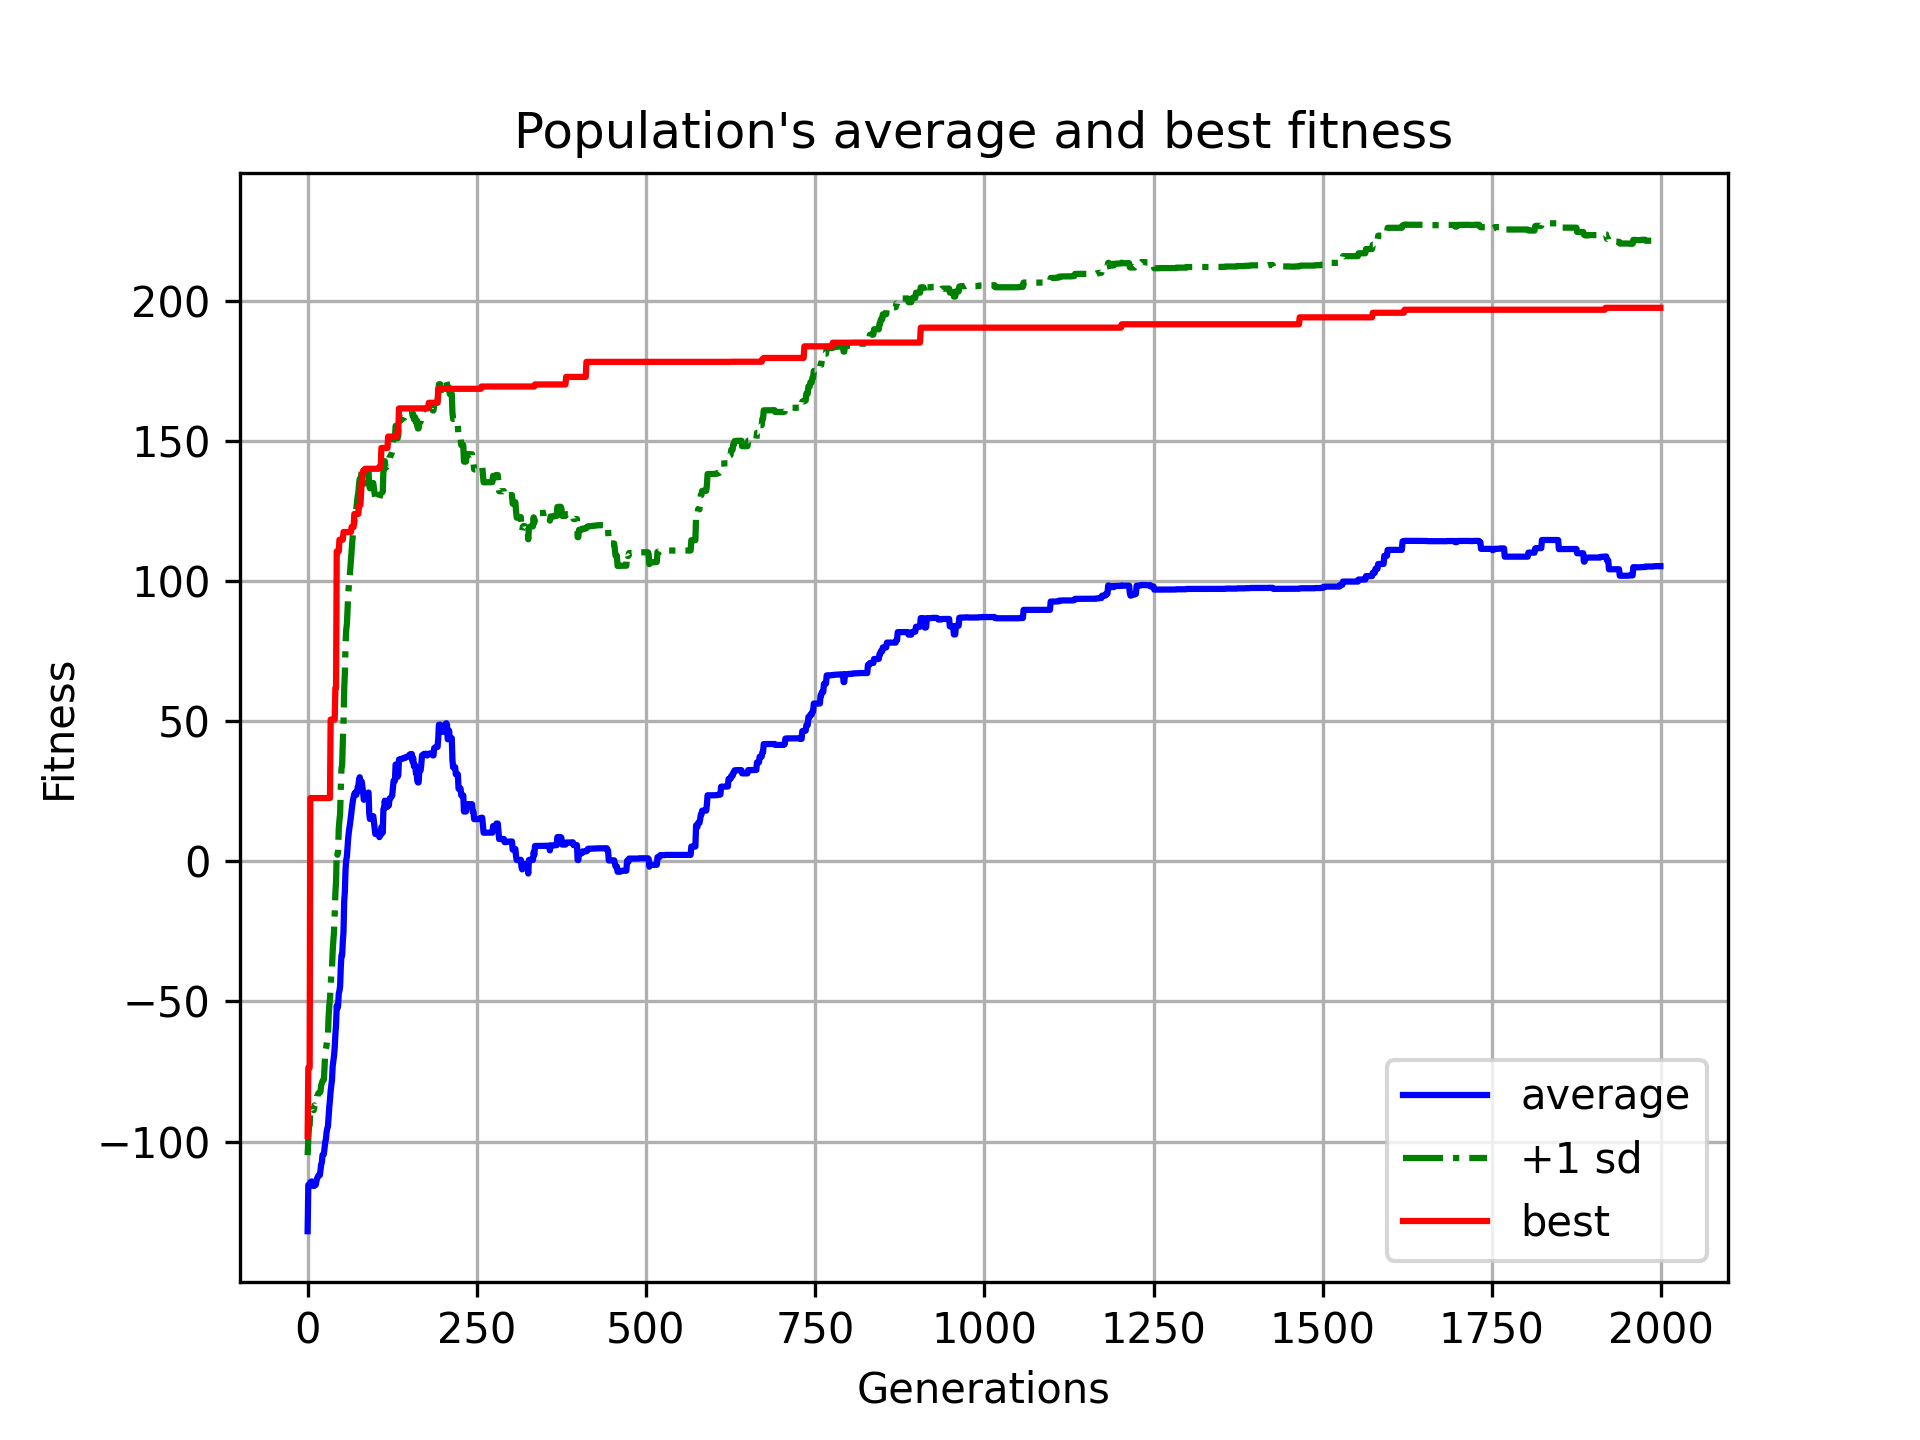 Population's average and best fitness
Fitness
200
150
100
50
0
−50
−100
0 250 500 750 1000 1250 1500 1750 2000
Generations
average
+1 sd
best